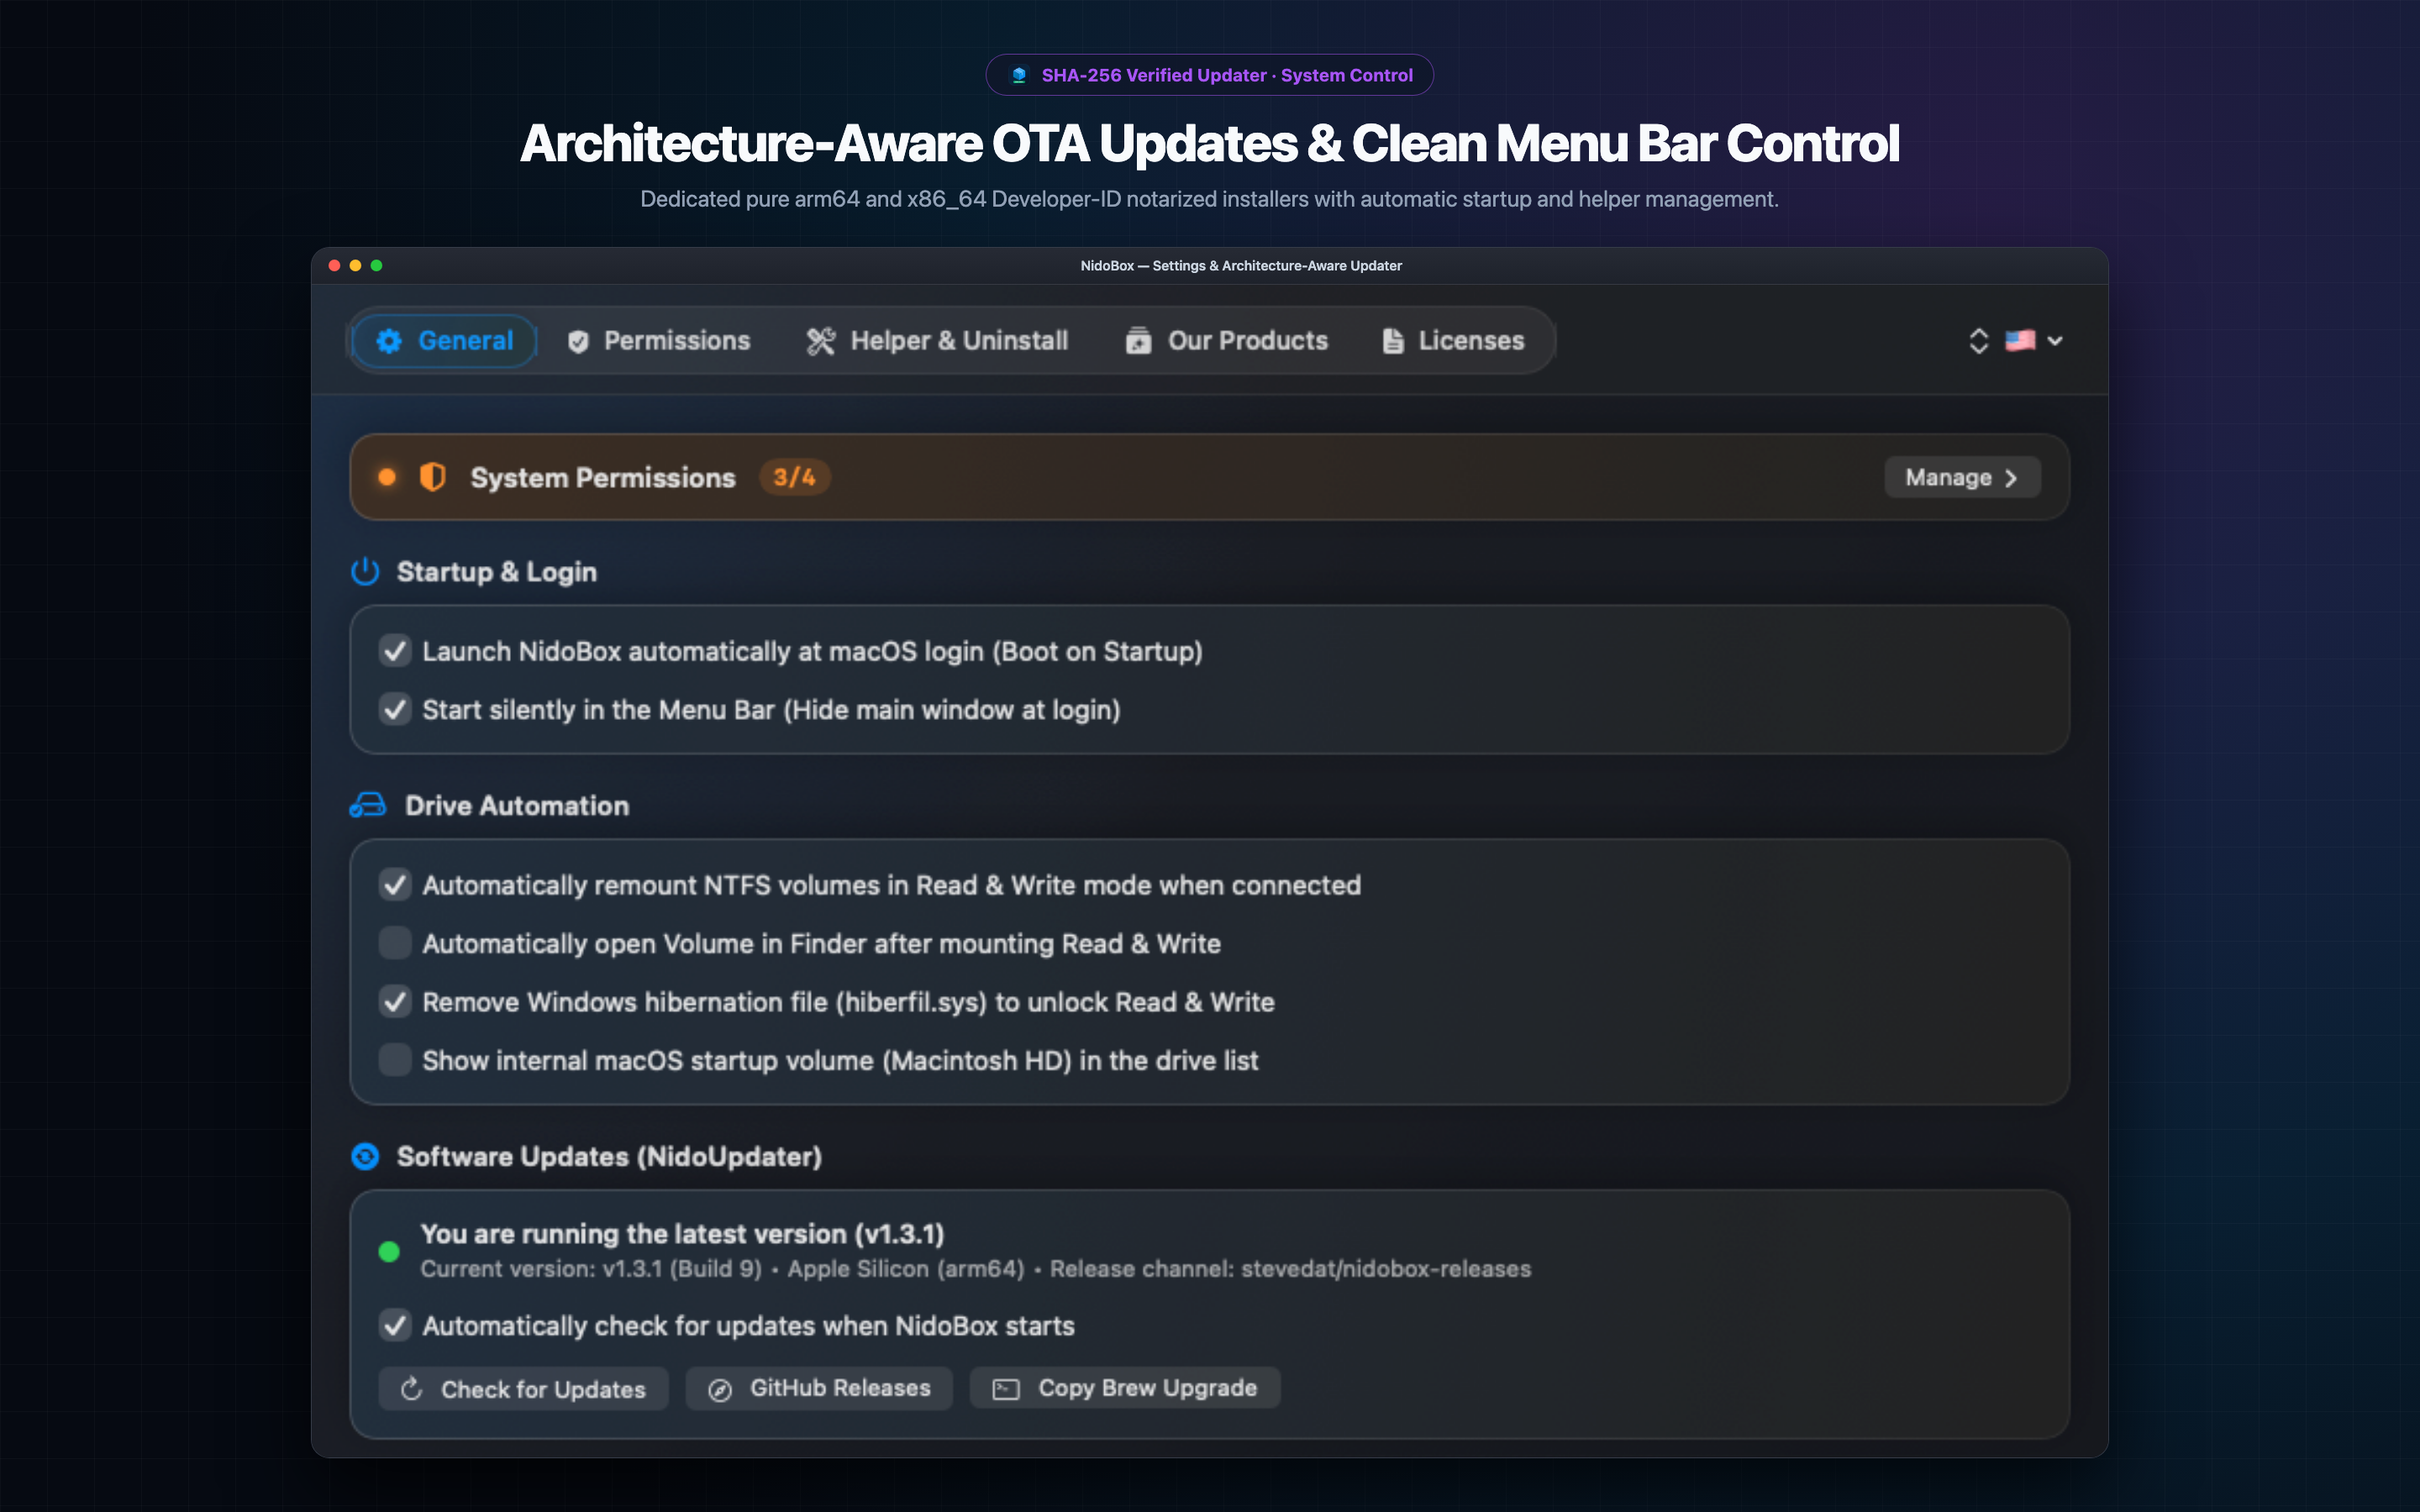 SHA-256 Verified Updater · System Control
Architecture-Aware OTA Updates & Clean Menu Bar Control
Dedicated pure arm64 and x86_64 Developer-ID notarized installers with automatic startup and helper management.
NidoBox — Settings & Architecture-Aware Updater
General Permissions Helper & Uninstall Our Products Licenses
System Permissions 3/4 Manage
Startup & Login
Launch NidoBox automatically at macOS login (Boot on Startup)
Start silently in the Menu Bar (Hide main window at login)
Drive Automation
Automatically remount NTFS volumes in Read & Write mode when connected
Automatically open Volume in Finder after mounting Read & Write
Remove Windows hibernation file (hiberfil.sys) to unlock Read & Write
Show internal macOS startup volume (Macintosh HD) in the drive list
Software Updates (NidoUpdater)
You are running the latest version (v1.3.1)
Current version: v1.3.1 (Build 9) • Apple Silicon (arm64) • Release channel: stevedat/nidobox-releases
Automatically check for updates when NidoBox starts
Check for Updates GitHub Releases Copy Brew Upgrade